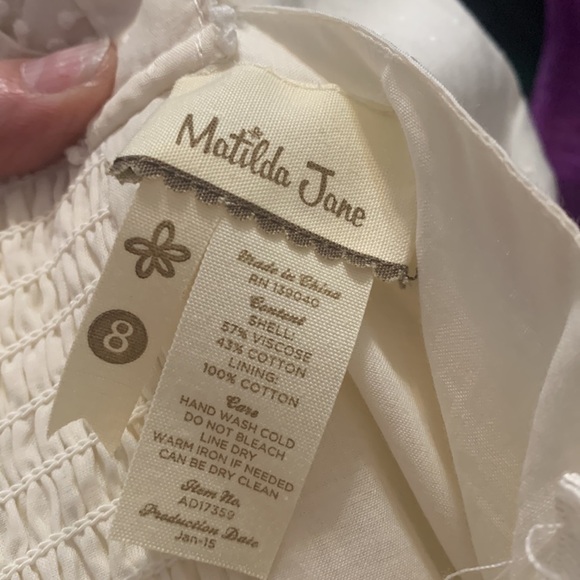 Matilda Jane
8
Made in China
RN 139040
Content
SHELL:
57% VISCOSE
43% COTTON
LINING:
100% COTTON
Care
HAND WASH COLD
DO NOT BLEACH
LINE DRY
WARM IRON IF NEEDED
CAN BE DRY CLEAN
Item No.
AD17359
Production Date
Jan-15